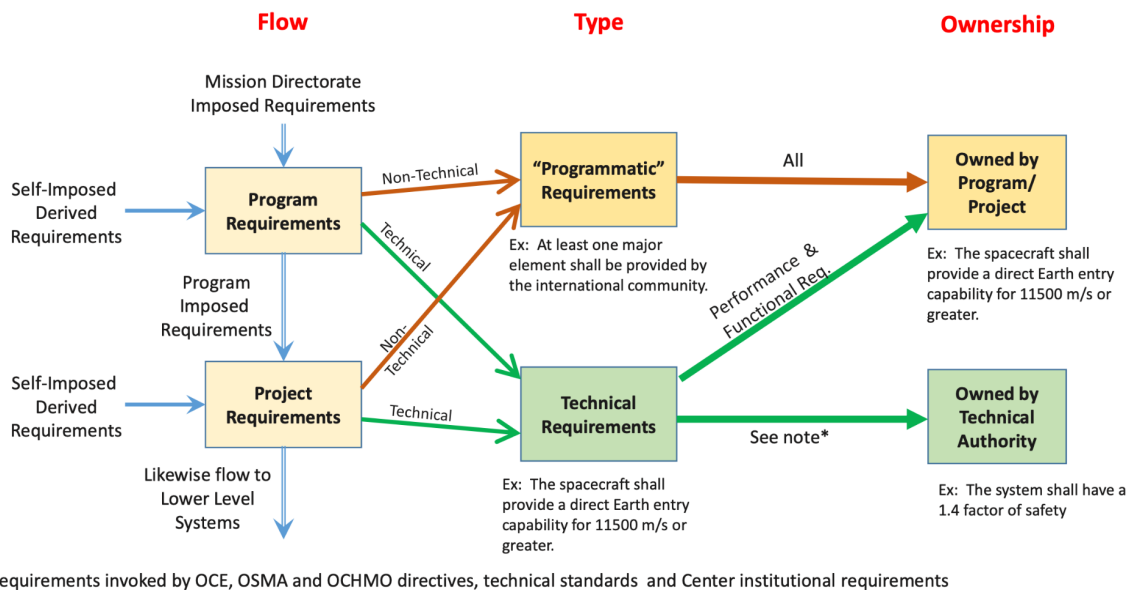 Flow
Type
Ownership
Mission Directorate
Imposed Requirements
Self-Imposed
Derived
Requirements
Program
Requirements
Non-Technical
Technical
“Programmatic”
Requirements
Ex: At least one major
element shall be provided by
the international community.
All
Owned by
Program/
Project
Ex: The spacecraft shall
provide a direct Earth entry
capability for 11500 m/s or
greater.
Program
Imposed
Requirements
Non-
Technical
Performance &
Functional Req.
Self-Imposed
Derived
Requirements
Project
Requirements
Technical
Technical
Requirements
See note*
Owned by
Technical
Authority
Likewise flow to
Lower Level
Systems
Ex: The spacecraft shall
provide a direct Earth entry
capability for 11500 m/s or
greater.
Ex: The system shall have a
1.4 factor of safety
equirements invoked by OCE, OSMA and OCHMO directives, technical standards and Center institutional requirements